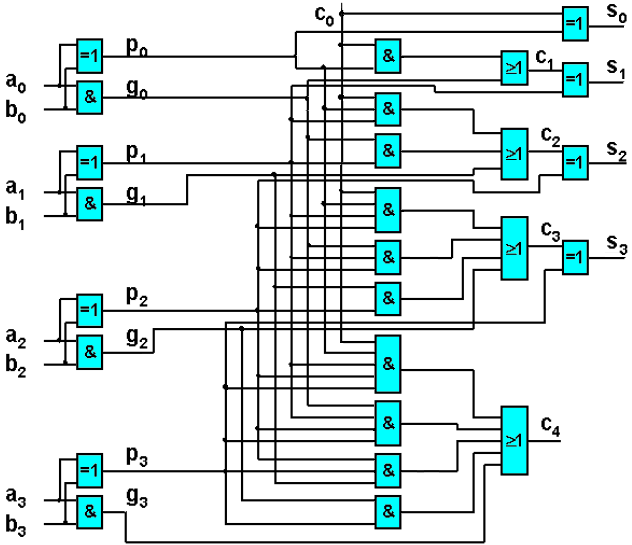 c₀ =1 s₀
=1 p₀ & ≥1 c₁ =1 s₁
a₀
b₀ & g₀ &
=1 p₁ & ≥1 c₂ =1 s₂
a₁
b₁ & g₁ &
& ≥1 c₃ =1 s₃
=1 p₂ &
a₂
b₂ & g₂ &
&
=1 p₃ & ≥1 c₄
a₃
b₃ & g₃ &